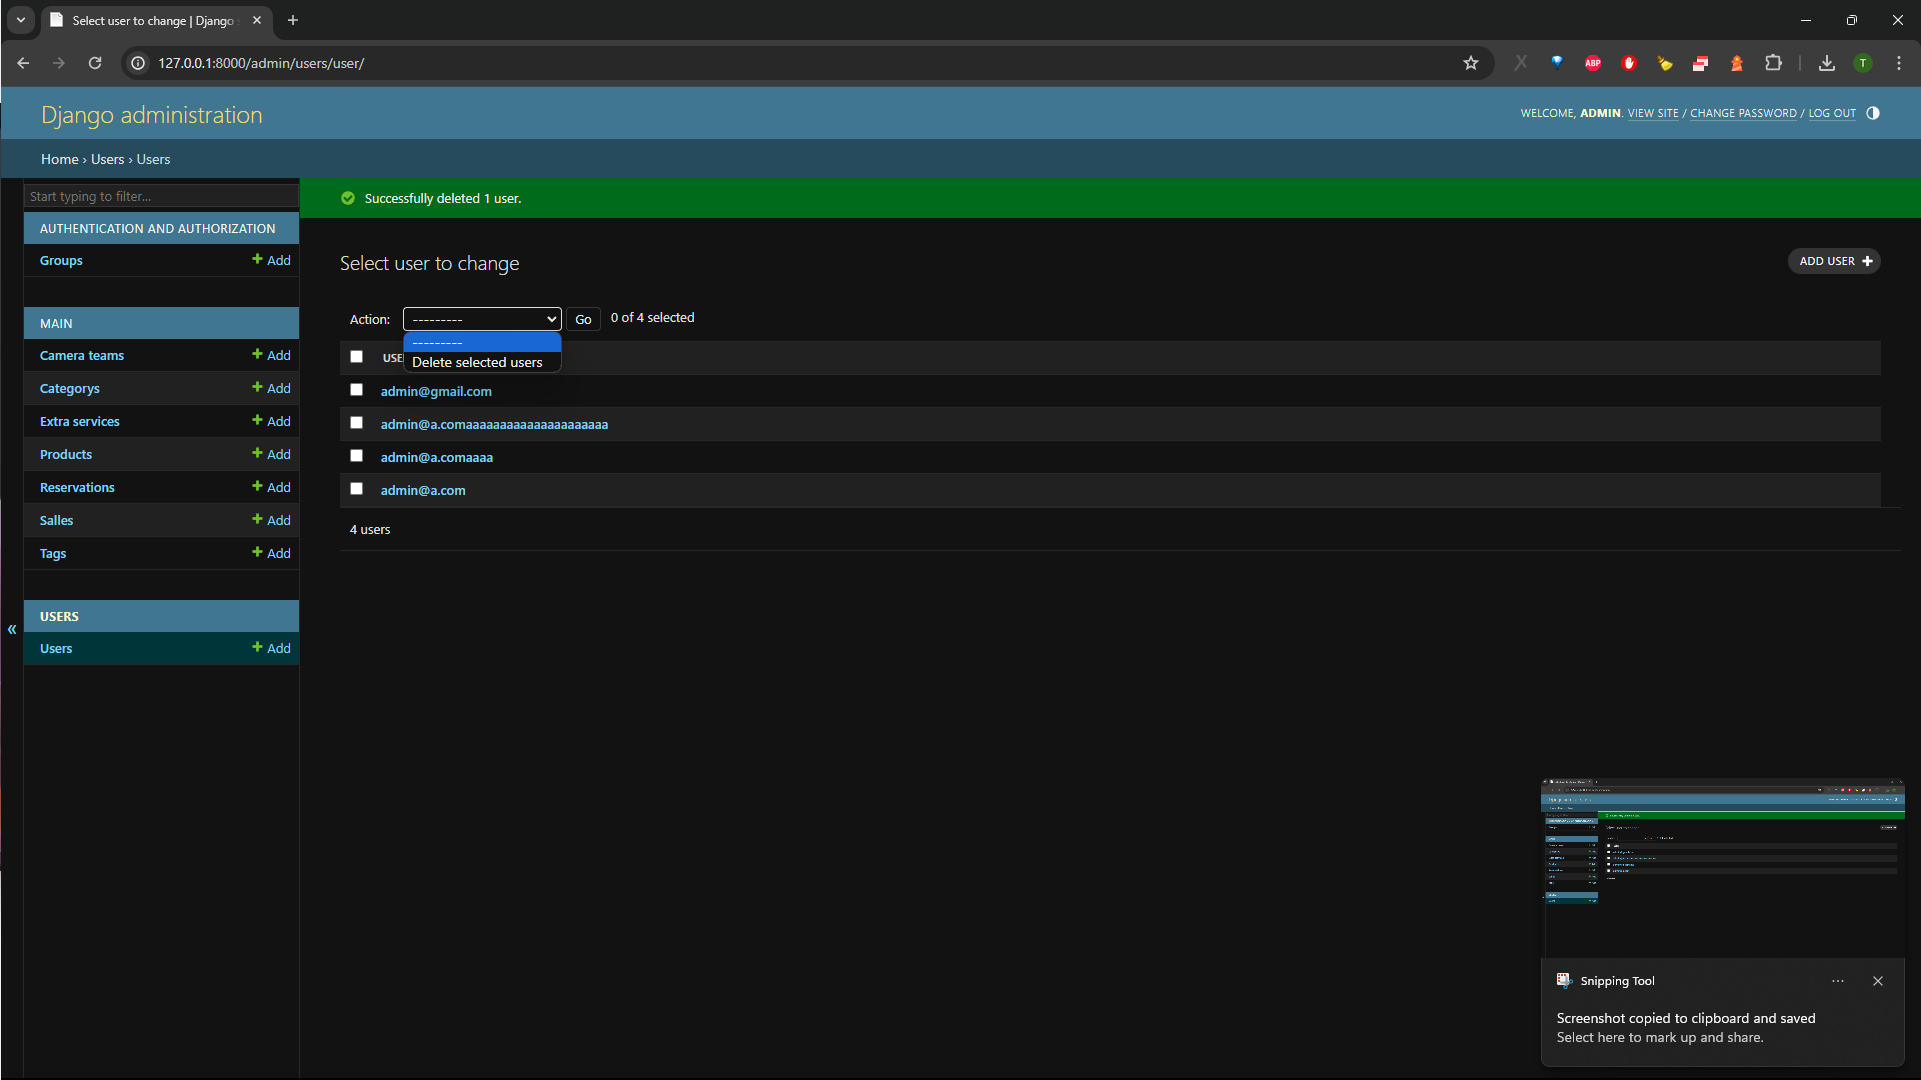 Select user to change | Django
127.0.0.1:8000/admin/users/user/
ABP
T
Django administration
WELCOME, ADMIN. VIEW SITE / CHANGE PASSWORD / LOG OUT
Home › Users › Users
Start typing to filter...
Successfully deleted 1 user.
AUTHENTICATION AND AUTHORIZATION
Groups
Add
MAIN
Camera teams
Add
Categorys
Add
Extra services
Add
Products
Add
Reservations
Add
Salles
Add
Tags
Add
USERS
Users
Add
«
Select user to change
ADD USER
Action:
---------
Go
0 of 4 selected
---------
Delete selected users
admin@gmail.com
admin@a.comaaaaaaaaaaaaaaaaaaaaa
admin@a.comaaaa
admin@a.com
4 users
Snipping Tool
Screenshot copied to clipboard and saved
Select here to mark up and share.